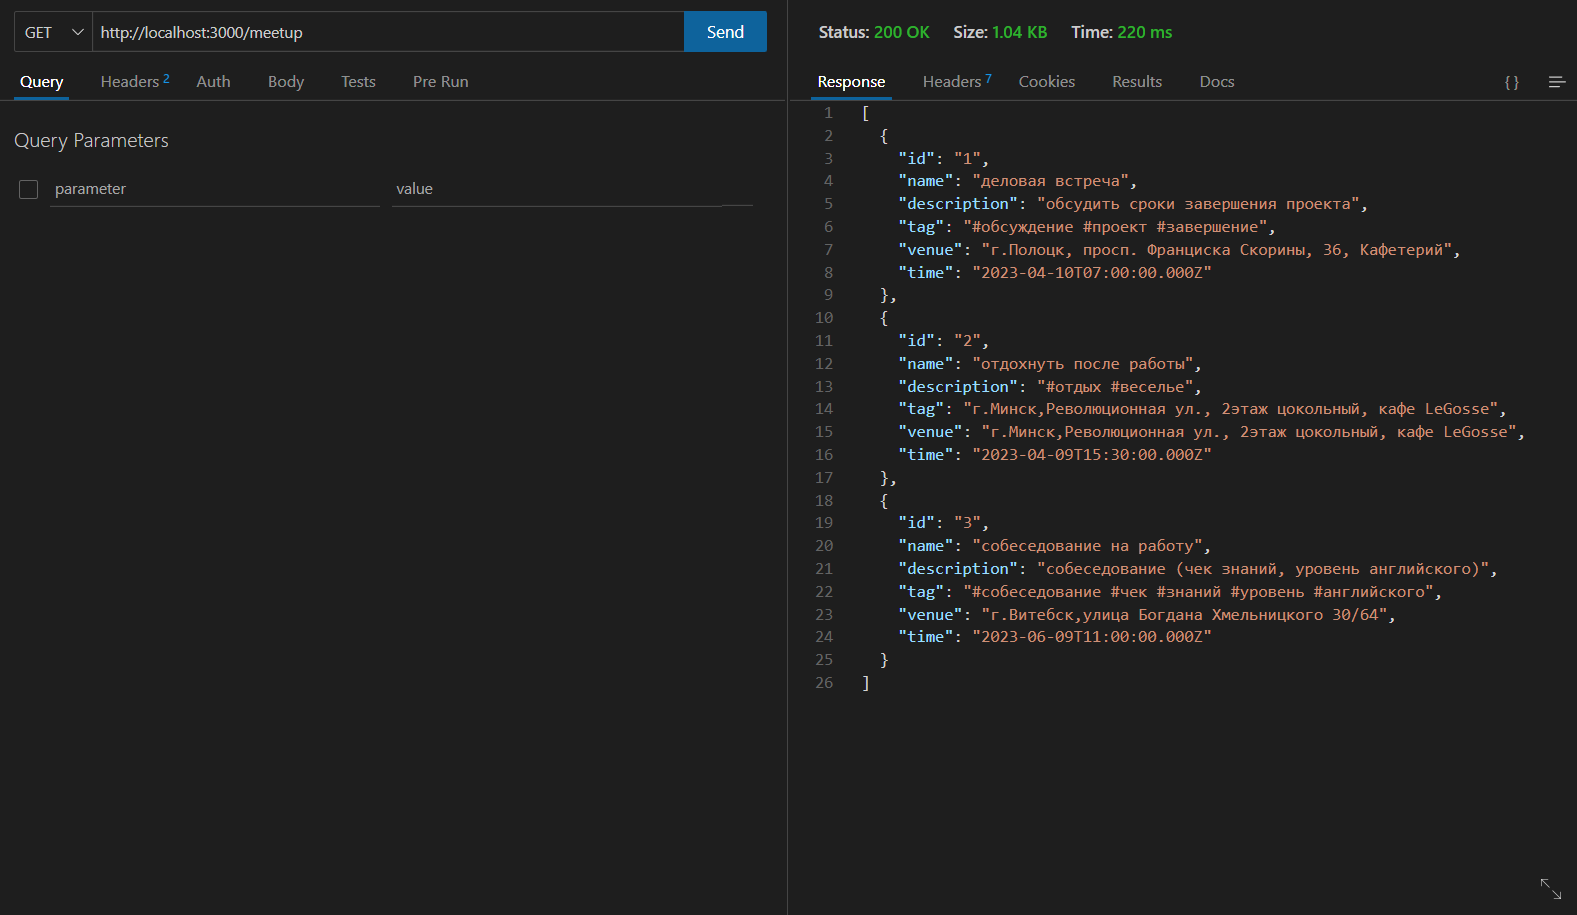 GET http://localhost:3000/meetup Send
Query Headers 2 Auth Body Tests Pre Run
Query Parameters
parameter value
Status: 200 OK Size: 1.04 KB Time: 220 ms
Response Headers 7 Cookies Results Docs { }
1 [
2 {
3 "id": "1",
4 "name": "деловая встреча",
5 "description": "обсудить сроки завершения проекта",
6 "tag": "#обсуждение #проект #завершение",
7 "venue": "г.Полоцк, просп. Франциска Скорины, 36, Кафетерий",
8 "time": "2023-04-10T07:00:00.000Z"
9 },
10 {
11 "id": "2",
12 "name": "отдохнуть после работы",
13 "description": "#отдых #веселье",
14 "tag": "г.Минск,Революционная ул., 2этаж цокольный, кафе LeGosse",
15 "venue": "г.Минск,Революционная ул., 2этаж цокольный, кафе LeGosse",
16 "time": "2023-04-09T15:30:00.000Z"
17 },
18 {
19 "id": "3",
20 "name": "собеседование на работу",
21 "description": "собеседование (чек знаний, уровень английского)",
22 "tag": "#собеседование #чек #знаний #уровень #английского",
23 "venue": "г.Витебск,улица Богдана Хмельницкого 30/64",
24 "time": "2023-06-09T11:00:00.000Z"
25 }
26 ]